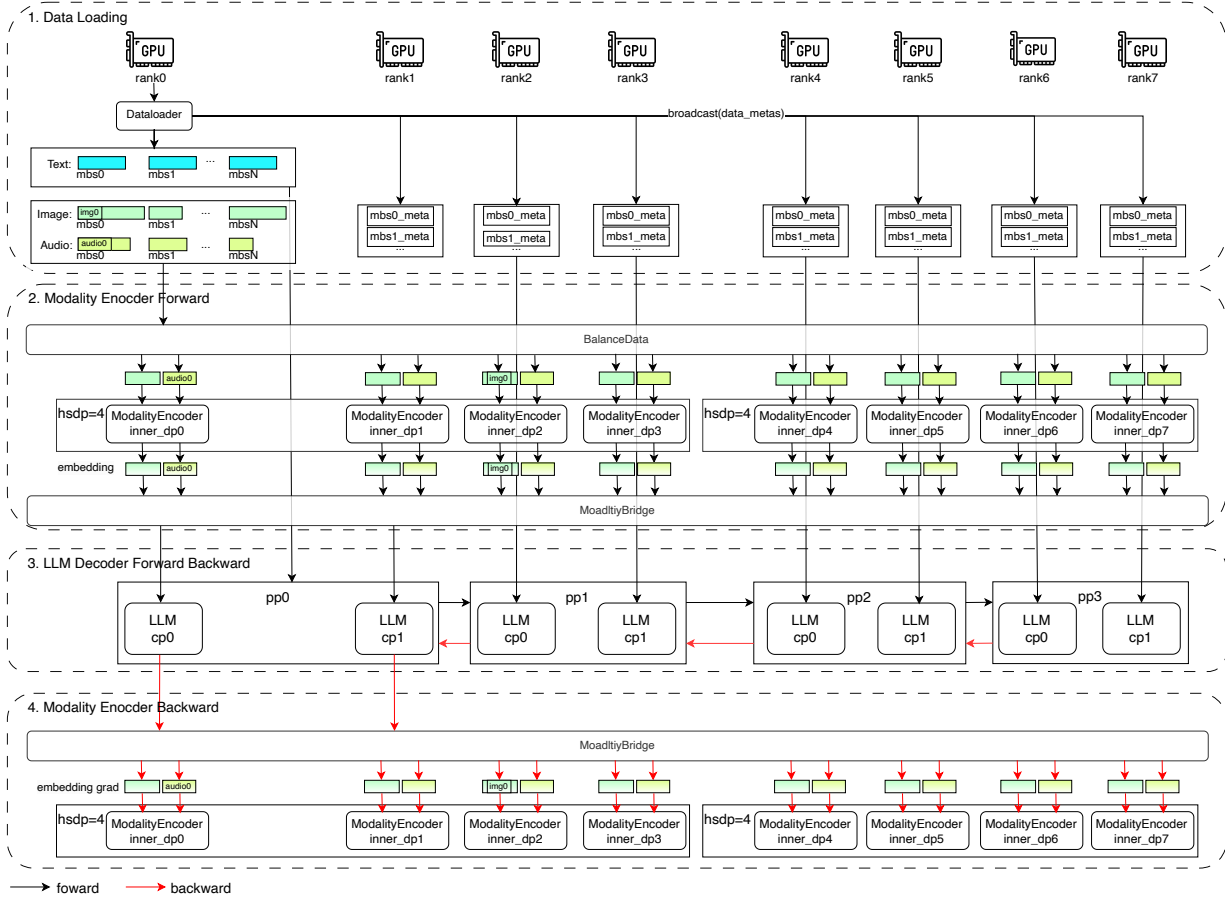 1. Data Loading
GPU GPU GPU GPU GPU GPU GPU GPU
rank0 rank1 rank2 rank3 rank4 rank5 rank6 rank7
Dataloader
broadcast(data_metas)
Text:
mbs0 mbs1 ... mbsN
Image: img0
mbs0 mbs1 ... mbsN
Audio: audio0
mbs0 mbs1 ... mbsN
mbs0_meta mbs0_meta mbs0_meta mbs0_meta mbs0_meta mbs0_meta mbs0_meta
mbs1_meta mbs1_meta mbs1_meta mbs1_meta mbs1_meta mbs1_meta mbs1_meta
... ... ... ... ... ... ...
2. Modality Enocder Forward
BalanceData
audio0 img0
hsdp=4 ModalityEncoder ModalityEncoder ModalityEncoder ModalityEncoder hsdp=4 ModalityEncoder ModalityEncoder ModalityEncoder ModalityEncoder
inner_dp0 inner_dp1 inner_dp2 inner_dp3 inner_dp4 inner_dp5 inner_dp6 inner_dp7
embedding audio0 img0
MoadltiyBridge
3. LLM Decoder Forward Backward
pp0 pp1 pp2 pp3
LLM LLM LLM LLM LLM LLM LLM LLM
cp0 cp1 cp0 cp1 cp0 cp1 cp0 cp1
4. Modality Enocder Backward
MoadltiyBridge
embedding grad audio0 img0
hsdp=4 ModalityEncoder ModalityEncoder ModalityEncoder ModalityEncoder hsdp=4 ModalityEncoder ModalityEncoder ModalityEncoder ModalityEncoder
inner_dp0 inner_dp1 inner_dp2 inner_dp3 inner_dp4 inner_dp5 inner_dp6 inner_dp7
foward backward